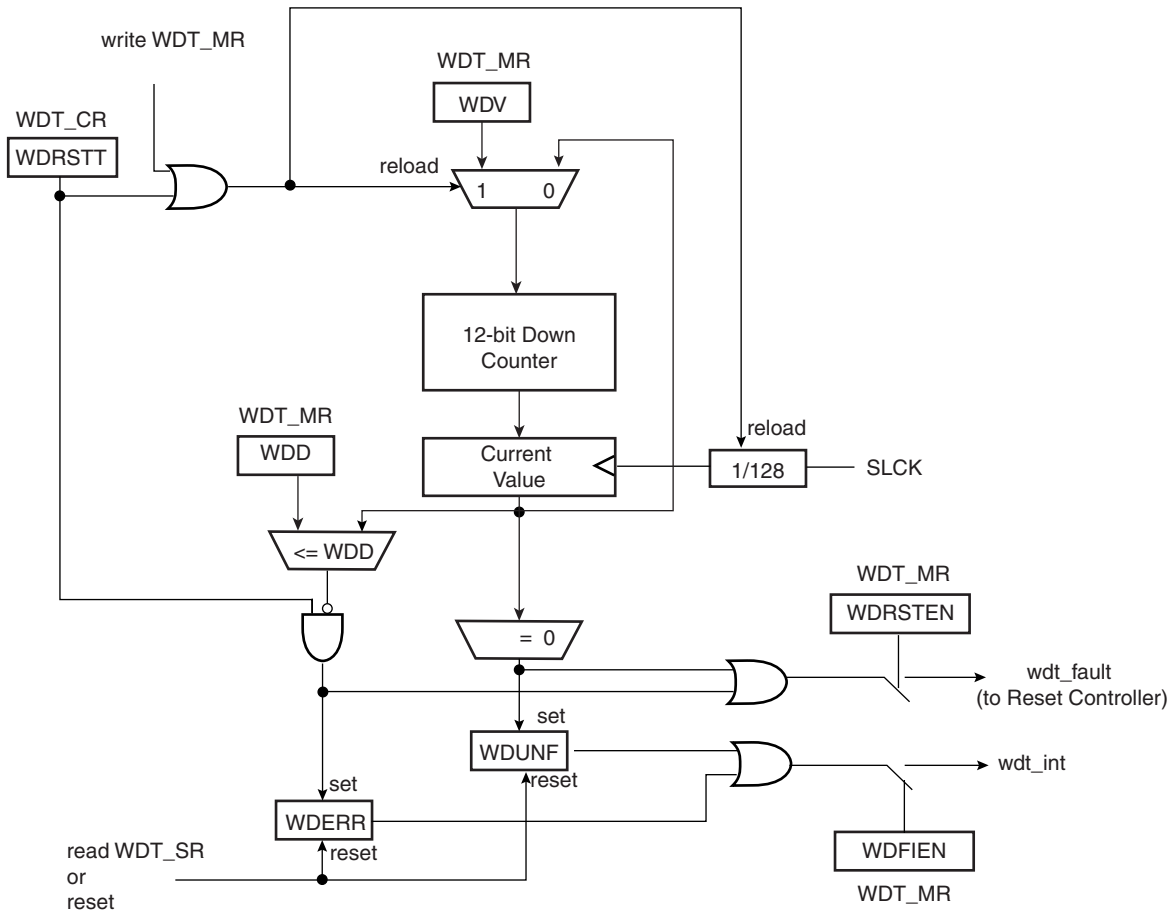 write WDT_MR
WDT_MR
WDV
WDT_CR
WDRSTT
reload
1 0
12-bit Down
Counter
WDT_MR
WDD
Current
Value
reload
1/128
SLCK
<= WDD
WDT_MR
WDRSTEN
= 0
wdt_fault
(to Reset Controller)
set
WDUNF
reset
wdt_int
set
WDERR
reset
read WDT_SR
or
reset
WDFIEN
WDT_MR